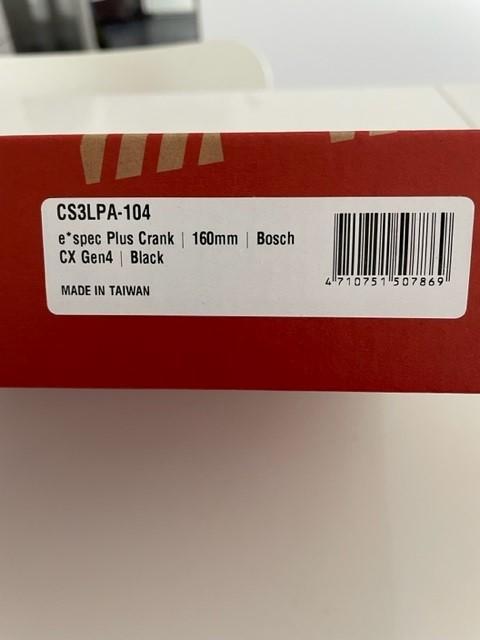 CS3LPA-104
e*spec Plus Crank | 160mm | Bosch
CX Gen4 | Black
MADE IN TAIWAN
4 710751 507869